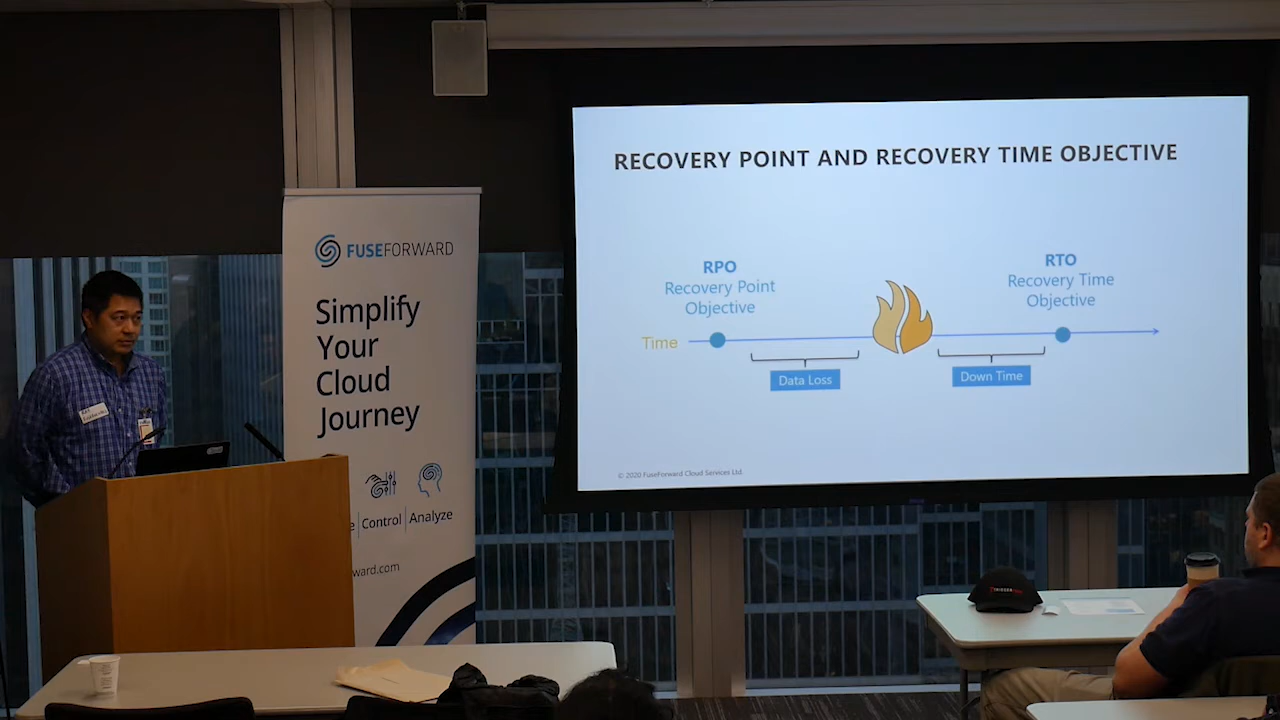 RECOVERY POINT AND RECOVERY TIME OBJECTIVE
RPO
Recovery Point
Objective
RTO
Recovery Time
Objective
Time
Data Loss
Down Time
© 2020 FuseForward Cloud Services Ltd.
FUSEFORWARD
Simplify
Your
Cloud
Journey
e | Control | Analyze
ward.com